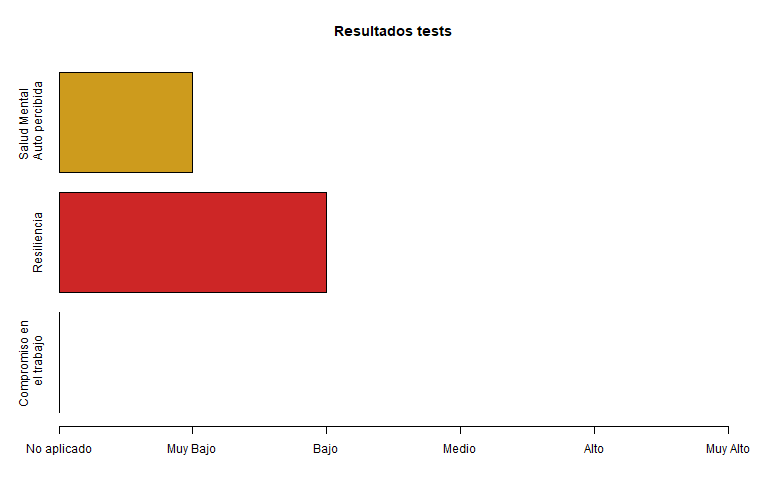 Resultados tests
Salud Mental
Auto percibida
Resiliencia
Compromiso en
el trabajo
No aplicado
Muy Bajo
Bajo
Medio
Alto
Muy Alto